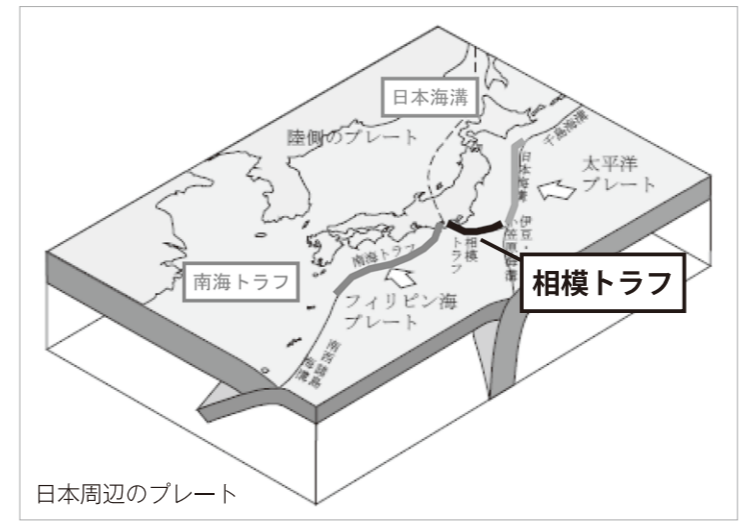 日本海溝
陸側のプレート
千島海溝
日本海溝
太平洋
プレート
伊豆・
小笠原海溝
相模
トラフ
南海トラフ
相模トラフ
南海トラフ
フィリピン海
プレート
南西諸島
海溝
日本周辺のプレート